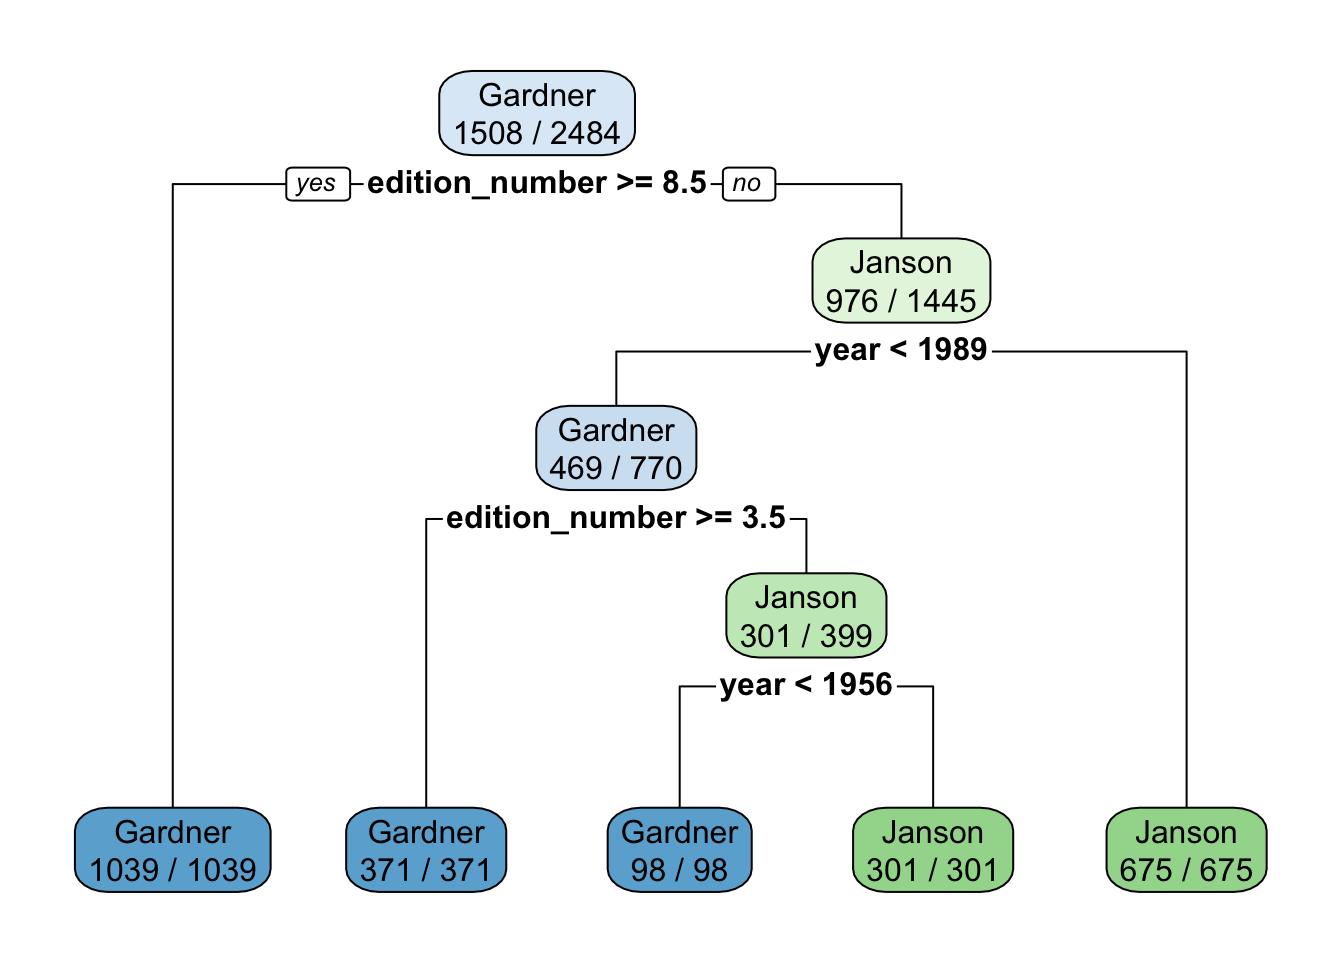 Gardner
1508 / 2484
yes edition_number >= 8.5 no
Janson
976 / 1445
year < 1989
Gardner
469 / 770
edition_number >= 3.5
Janson
301 / 399
year < 1956
Gardner
1039 / 1039
Gardner
371 / 371
Gardner
98 / 98
Janson
301 / 301
Janson
675 / 675